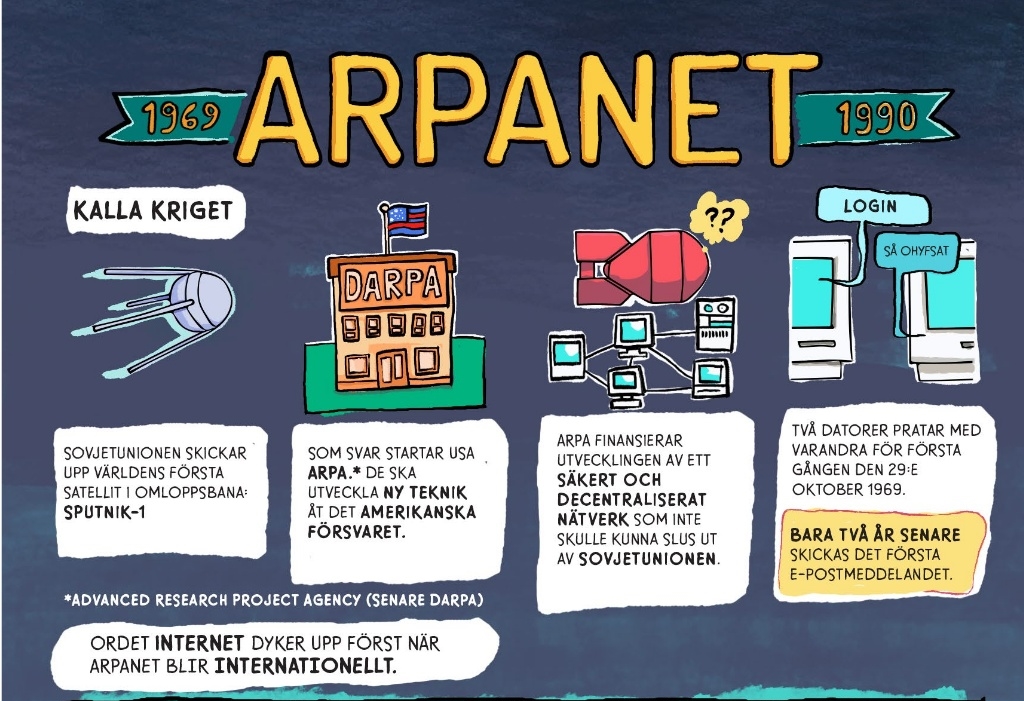 1969 ARPANET 1990
KALLA KRIGET
SOVJETUNIONEN SKICKAR
UPP VÄRLDENS FÖRSTA
SATELLIT I OMLOPPSBANA:
SPUTNIK-1
DARPA
SOM SVAR STARTAR USA
ARPA.* DE SKA
UTVECKLA NY TEKNIK
ÅT DET AMERIKANSKA
FÖRSVARET.
*ADVANCED RESEARCH PROJECT AGENCY (SENARE DARPA)
ORDET INTERNET DYKER UPP FÖRST NÄR
ARPANET BLIR INTERNATIONELLT.
??
ARPA FINANSIERAR
UTVECKLINGEN AV ETT
SÄKERT OCH
DECENTRALISERAT
NÄTVERK SOM INTE
SKULLE KUNNA SLUS UT
AV SOVJETUNIONEN.
LOGIN
SÅ OHYFSAT
TVÅ DATORER PRATAR MED
VARANDRA FÖR FÖRSTA
GÅNGEN DEN 29:E
OKTOBER 1969.
BARA TVÅ ÅR SENARE
SKICKAS DET FÖRSTA
E-POSTMEDDELANDET.